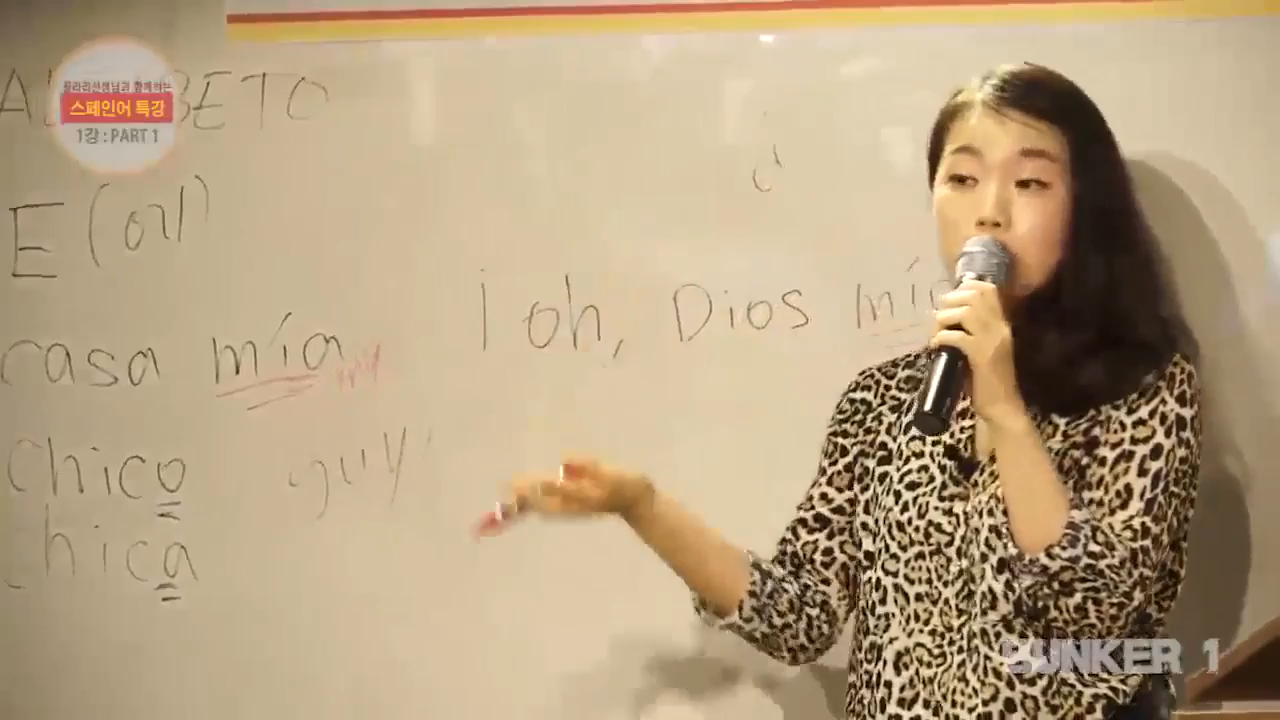 스페인어 특강
1강 : PART 1
BETO
E (에)
casa mía my
¡ oh, Dios mío
¿
chico guy
chica
BUNKER 1